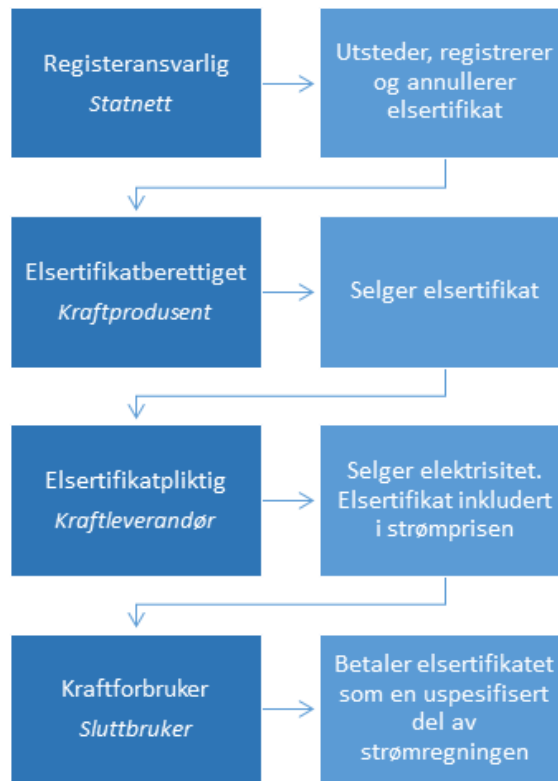 Registeransvarlig
Statnett
Utsteder, registrerer
og annullerer
elsertifikat
Elsertifikatberettiget
Kraftprodusent
Selger elsertifikat
Elsertifikatpliktig
Kraftleverandør
Selger elektrisitet.
Elsertifikat inkludert
i strømprisen
Kraftforbruker
Sluttbruker
Betaler elsertifikatet
som en uspesifisert
del av
strømregningen